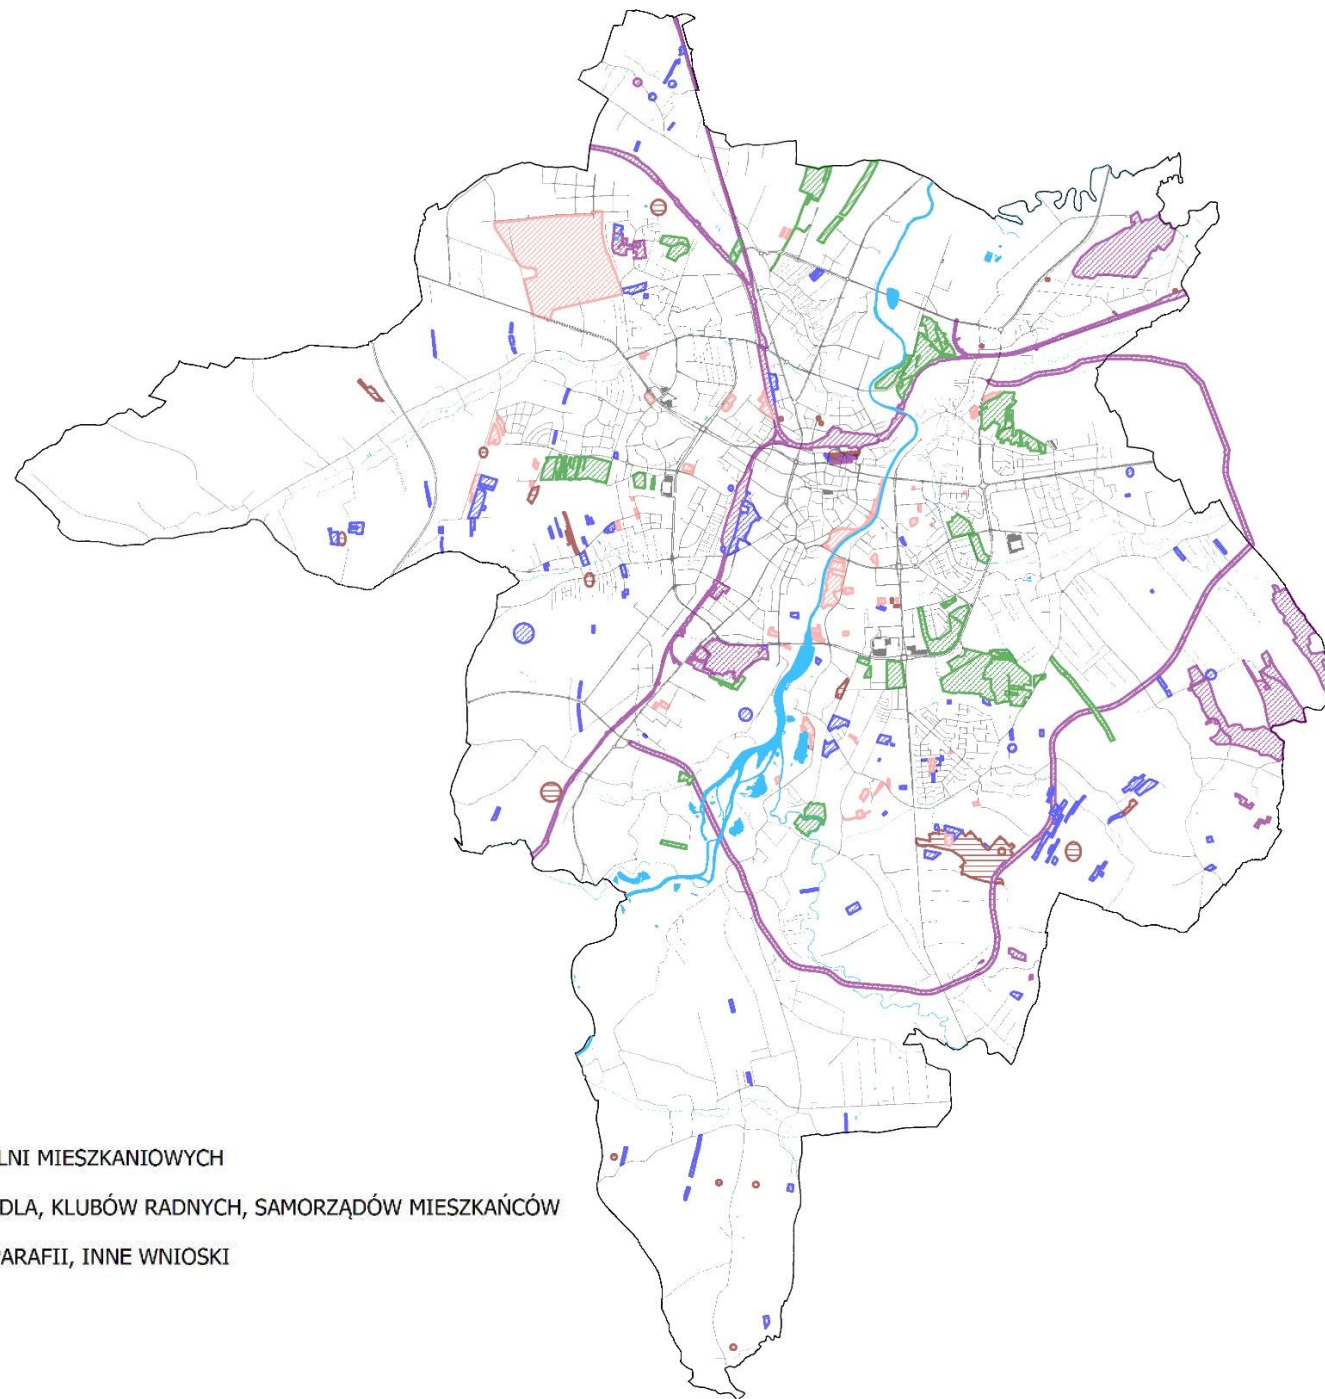 LNI MIESZKANIOWYCH
DLA, KLUBÓW RADNYCH, SAMORZĄDÓW MIESZKAŃCÓW
ARAFII, INNE WNIOSKI